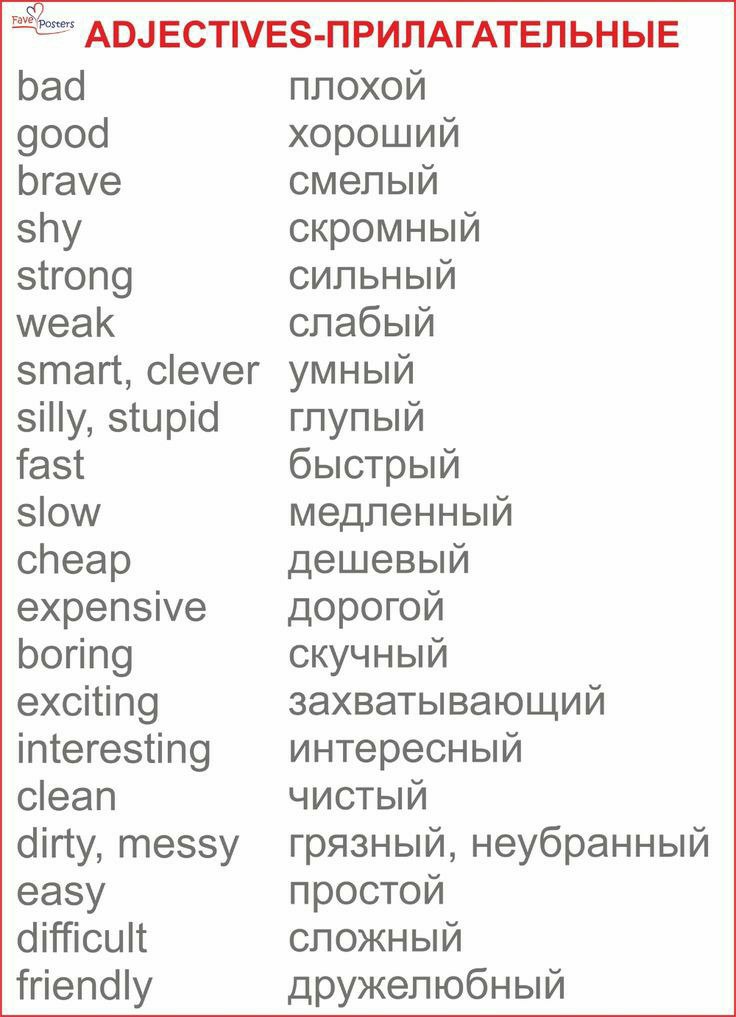 Fave Posters
ADJECTIVES-ПРИЛАГАТЕЛЬНЫЕ
bad плохой
good хороший
brave смелый
shy скромный
strong сильный
weak слабый
smart, clever умный
silly, stupid глупый
fast быстрый
slow медленный
cheap дешевый
expensive дорогой
boring скучный
exciting захватывающий
interesting интересный
clean чистый
dirty, messy грязный, неубранный
easy простой
difficult сложный
friendly дружелюбный